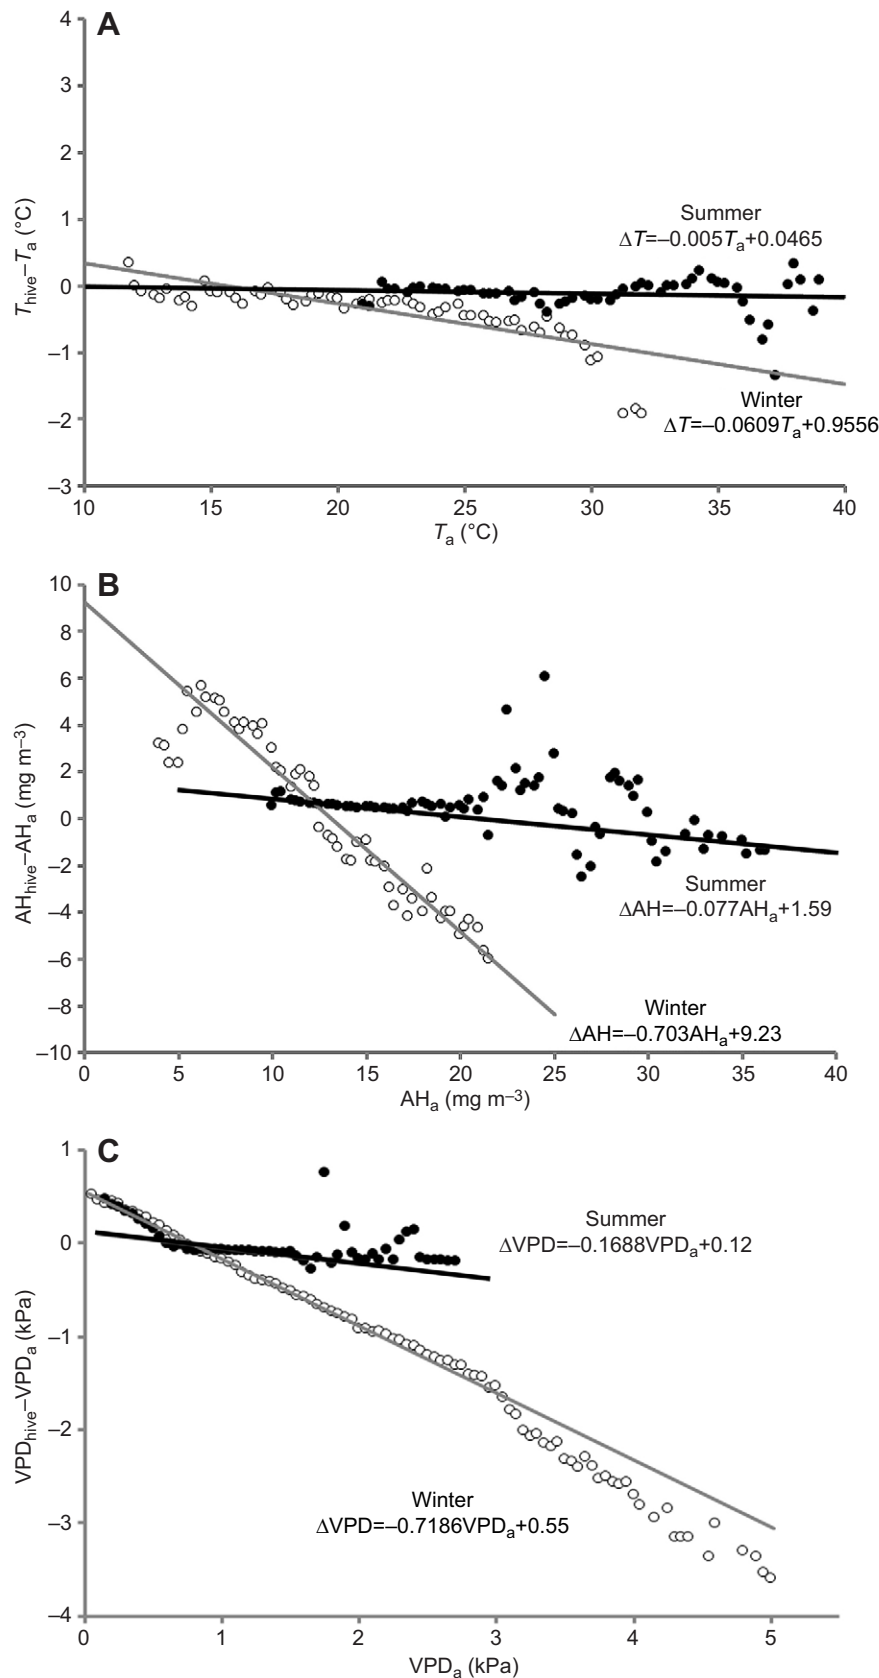 A
4
3
2
1
0
–1
–2
–3
T_hive–T_a (°C)
Summer
ΔT=–0.005T_a+0.0465
Winter
ΔT=–0.0609T_a+0.9556
10 15 20 25 30 35 40
T_a (°C)
B
10
8
6
4
2
0
–2
–4
–6
–8
–10
AH_hive–AH_a (mg m⁻³)
Summer
ΔAH=–0.077AH_a+1.59
Winter
ΔAH=–0.703AH_a+9.23
0 5 10 15 20 25 30 35 40
AH_a (mg m⁻³)
C
1
0
–1
–2
–3
–4
VPD_hive–VPD_a (kPa)
Summer
ΔVPD=–0.1688VPD_a+0.12
Winter
ΔVPD=–0.7186VPD_a+0.55
0 1 2 3 4 5
VPD_a (kPa)